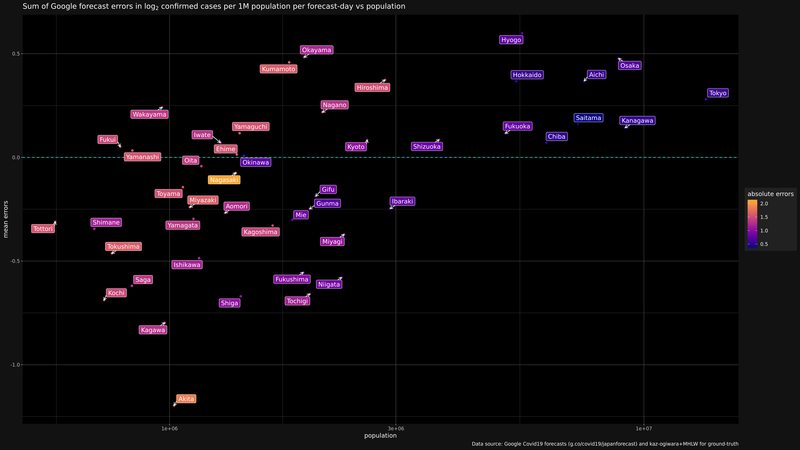 Sum of Google forecast errors in log₂ confirmed cases per 1M population per forecast-day vs population
Hyogo
Okayama
Osaka
Kumamoto
Hokkaido
Aichi
Hiroshima
Tokyo
Nagano
Wakayama
Saitama
Kanagawa
Yamaguchi
Fukuoka
Iwate
Chiba
Fukui
Ehime
Kyoto
Shizuoka
Yamanashi
Oita
Okinawa
Nagasaki
Toyama
Gifu
Miyazaki
Gunma
Ibaraki
Aomori
Mie
Shimane
Yamagata
Tottori
Kagoshima
Miyagi
Tokushima
Ishikawa
Saga
Fukushima
Niigata
Kochi
Shiga
Tochigi
Kagawa
Akita
0.5
0.0
-0.5
-1.0
mean errors
1e+06
3e+06
1e+07
population
absolute errors
2.0
1.5
1.0
0.5
Data source: Google Covid19 forecasts (g.co/covid19/japanforecast) and kaz-ogiwara+MHLW for ground-truth